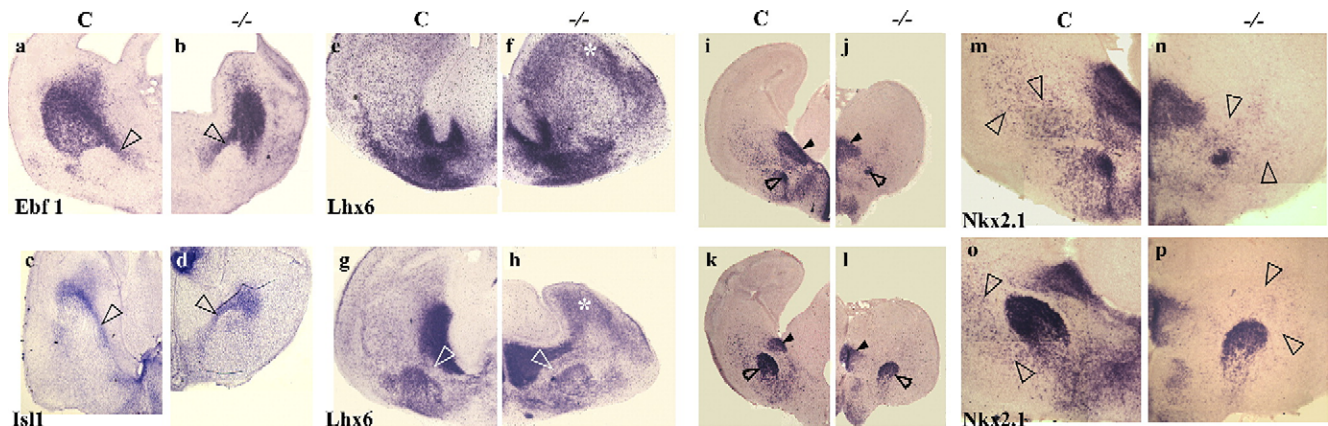 C -/- C -/- C -/- C -/-
a b e f i j m n
Ebf 1 Lhx6 Nkx2.1
c d g h k l o p
Isl1 Lhx6 Nkx2.1